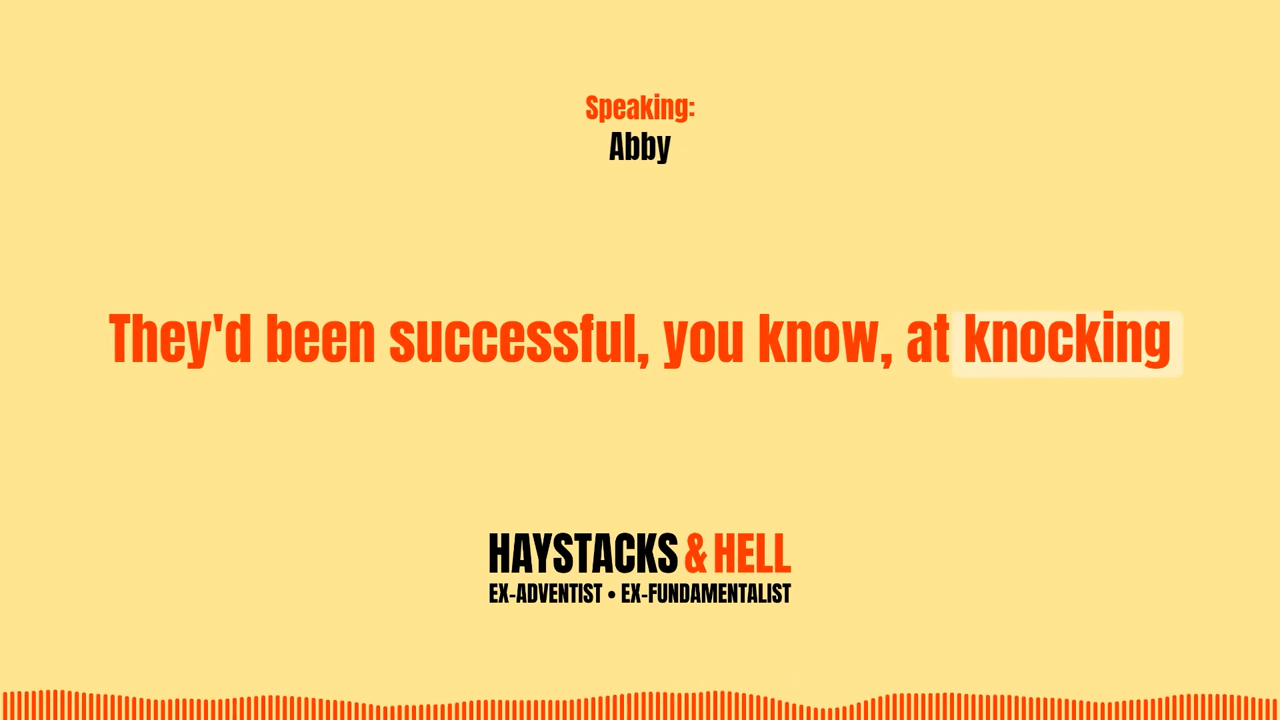 Speaking:
Abby
They'd been successful, you know, at knocking
HAYSTACKS & HELL
EX-ADVENTIST • EX-FUNDAMENTALIST